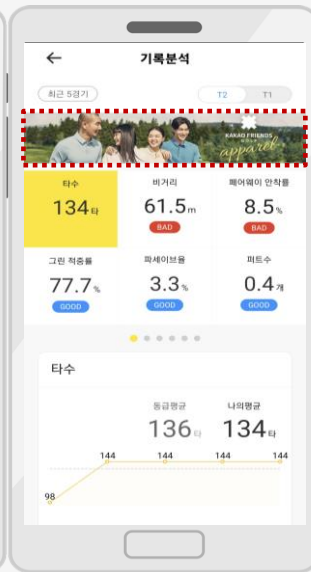 기록분석
최근 5경기
T2 T1
KAKAO FRIENDS
apparel
타수 비거리 페어웨이 안착률
134타 61.5m 8.5%
BAD BAD
그린 적중률 파세이브율 퍼트수
77.7% 3.3% 0.4개
GOOD GOOD GOOD
타수
동급평균 나의평균
136타 134타
144 144 144 144
98